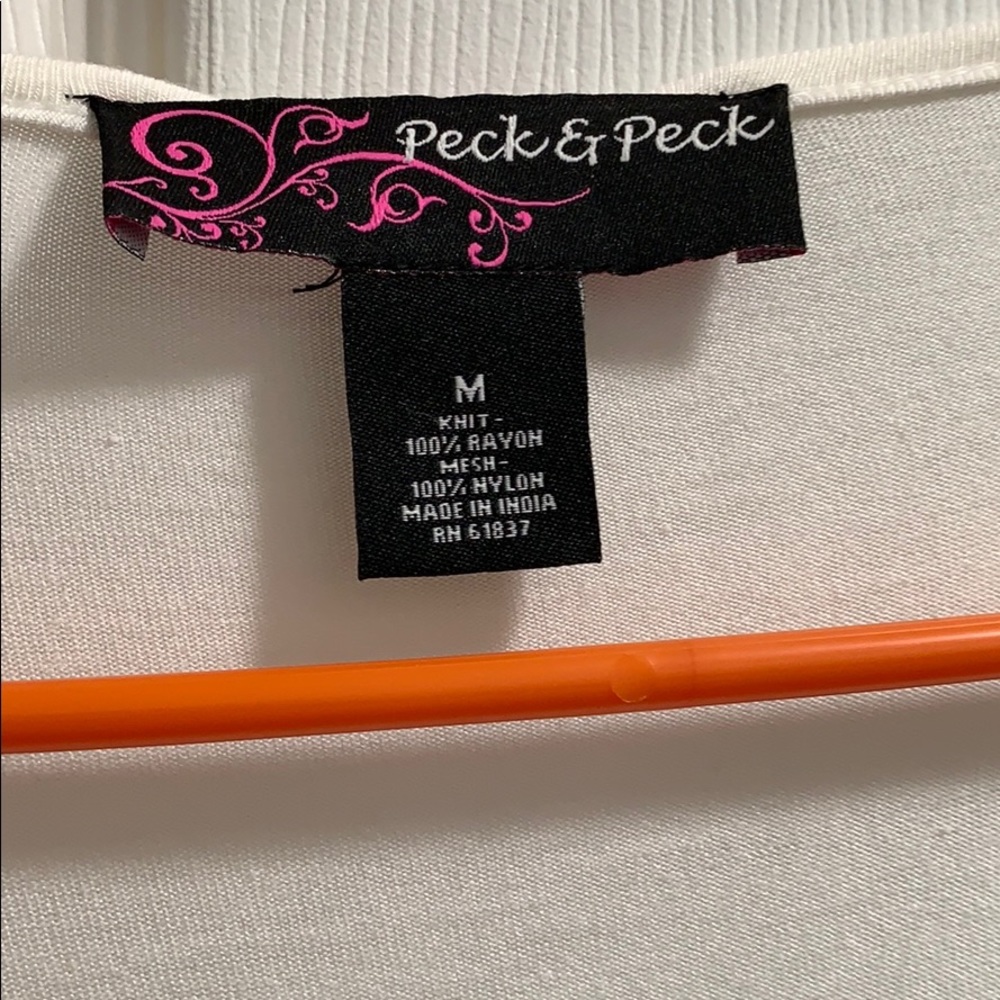 Peck & Peck
M
KNIT-
100% RAYON
MESH-
100% NYLON
MADE IN INDIA
RN 61837